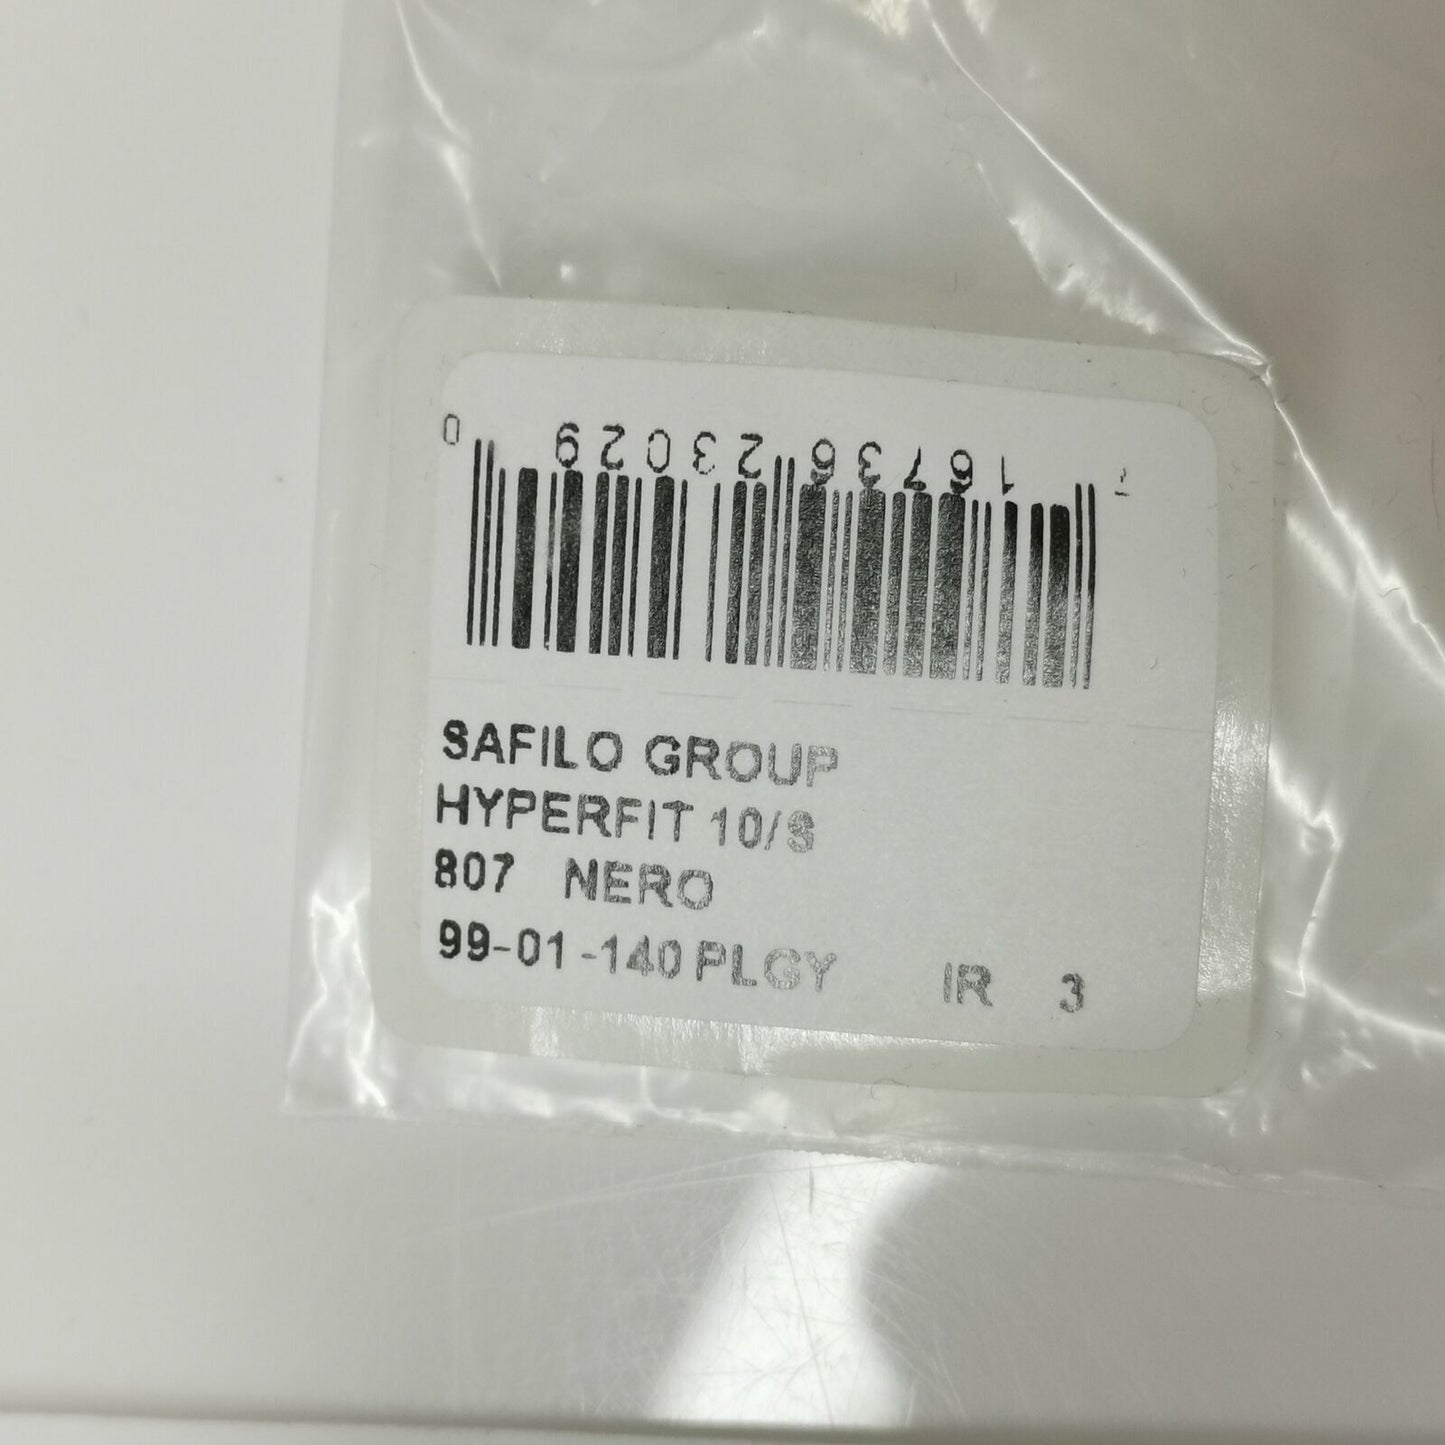 7 16736 23029 0
SAFILO GROUP
HYPERFIT 10/S
807 NERO
99-01-140 PLGY IR 3